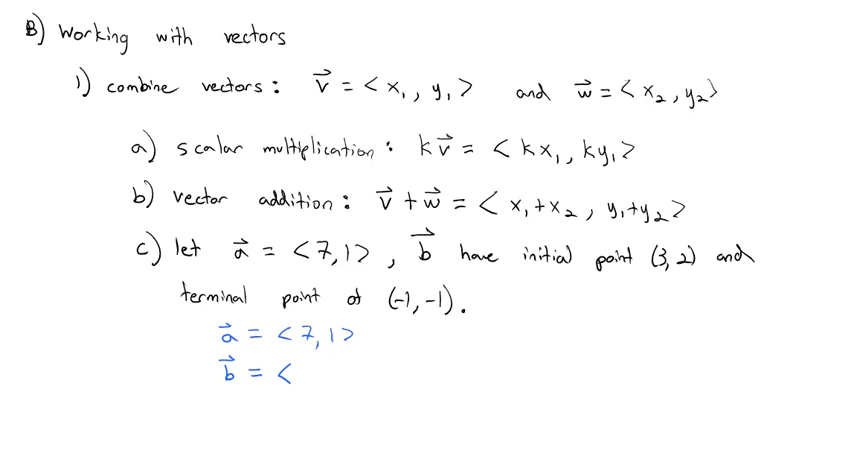 B) Working with vectors
1) combine vectors: v⃗ = < x₁, y₁ > and w⃗ = < x₂, y₂ >
a) scalar multiplication: k v⃗ = < kx₁, ky₁ >
b) vector addition: v⃗ + w⃗ = < x₁+x₂, y₁+y₂ >
c) let a⃗ = < 7, 1 >, b⃗ have initial point (3, 2) and
terminal point of (-1, -1).
a⃗ = < 7, 1 >
b⃗ = <